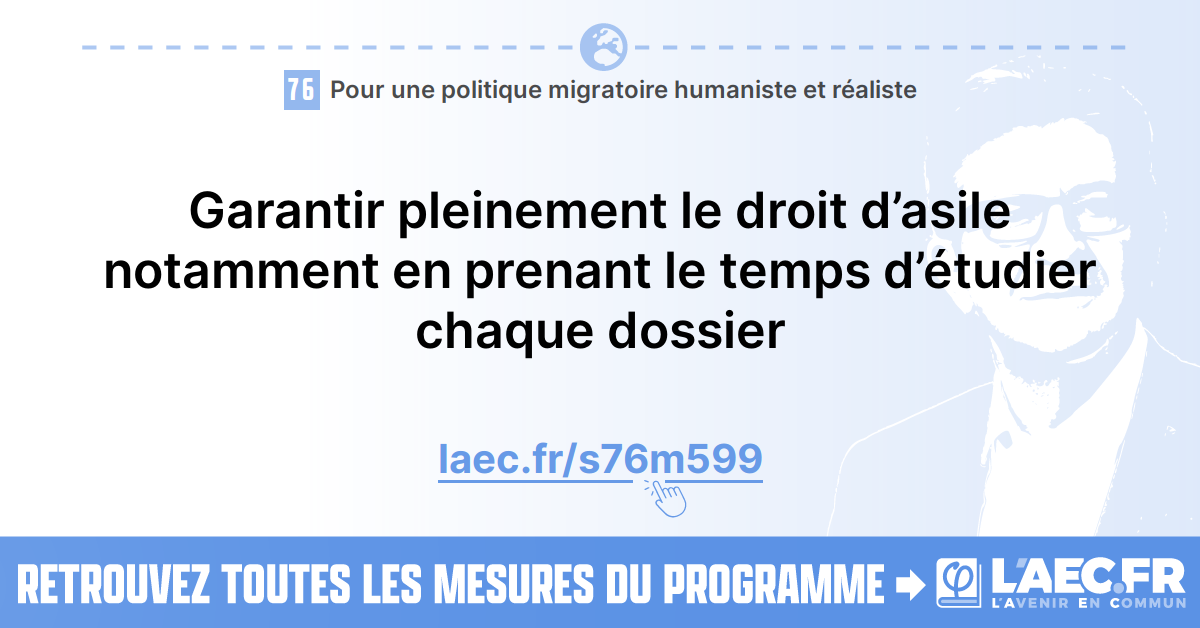 76 Pour une politique migratoire humaniste et réaliste
Garantir pleinement le droit d’asile
notamment en prenant le temps d’étudier
chaque dossier
laec.fr/s76m599
RETROUVEZ TOUTES LES MESURES DU PROGRAMME
L'AEC.FR
L'AVENIR EN COMMUN